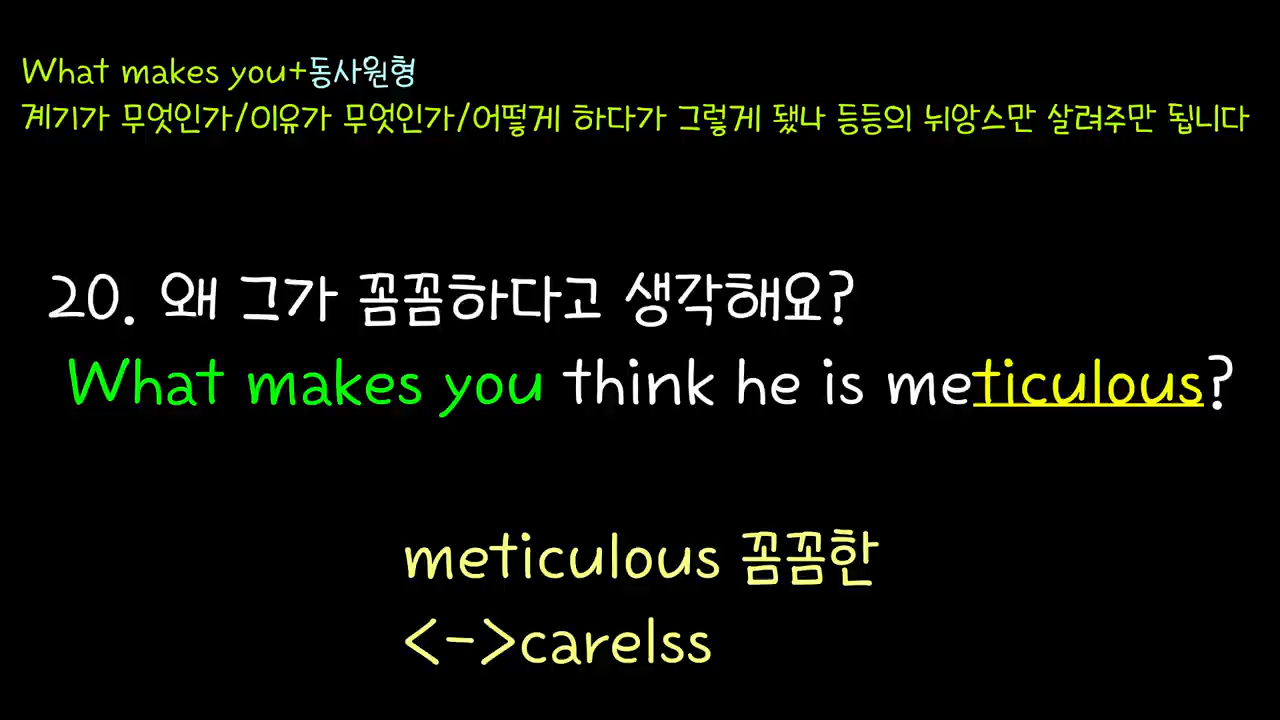 What makes you+동사원형
계기가 무엇인가/이유가 무엇인가/어떻게 하다가 그렇게 됐나 등등의 뉘앙스만 살려주만 됩니다
20. 왜 그가 꼼꼼하다고 생각해요?
What makes you think he is meticulous?
meticulous 꼼꼼한
<->carelss